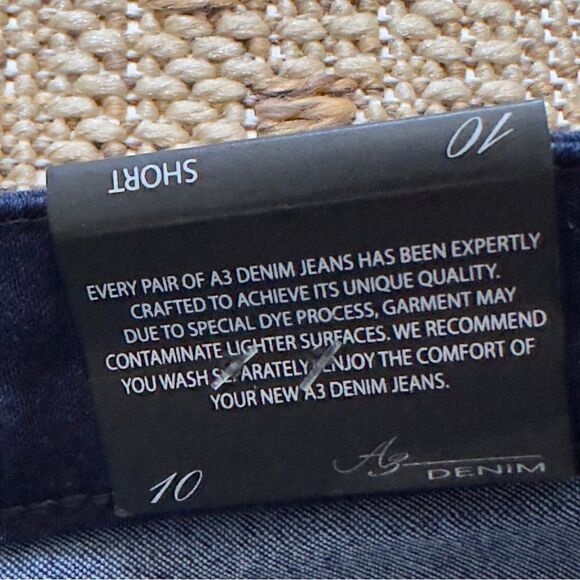 SHORT
10
EVERY PAIR OF A3 DENIM JEANS HAS BEEN EXPERTLY
CRAFTED TO ACHIEVE ITS UNIQUE QUALITY.
DUE TO SPECIAL DYE PROCESS, GARMENT MAY
CONTAMINATE LIGHTER SURFACES. WE RECOMMEND
YOU WASH SEPARATELY. ENJOY THE COMFORT OF
YOUR NEW A3 DENIM JEANS.
10
A3
DENIM